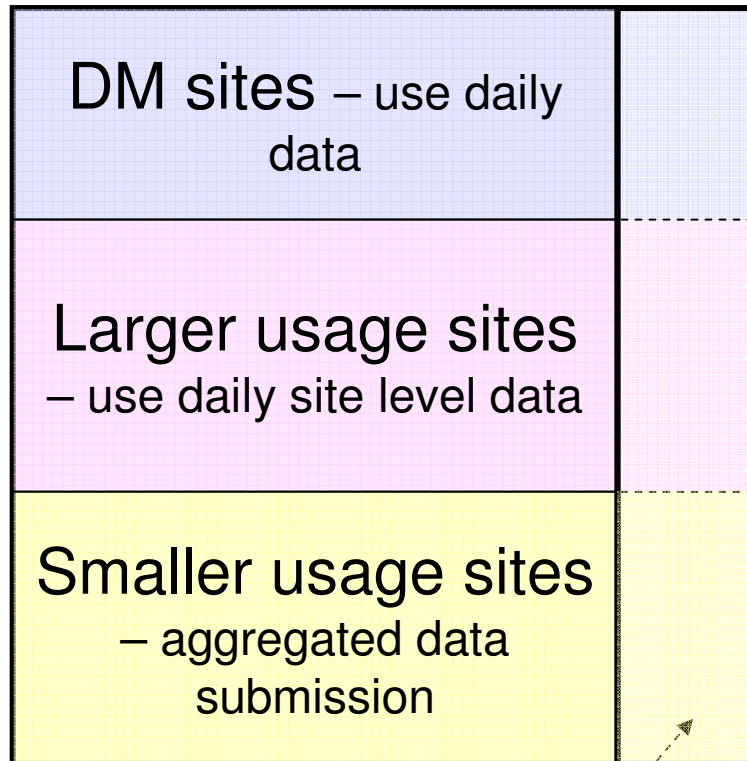 DM sites – use daily
data
Larger usage sites
– use daily site level data
Smaller usage sites
– aggregated data
submission